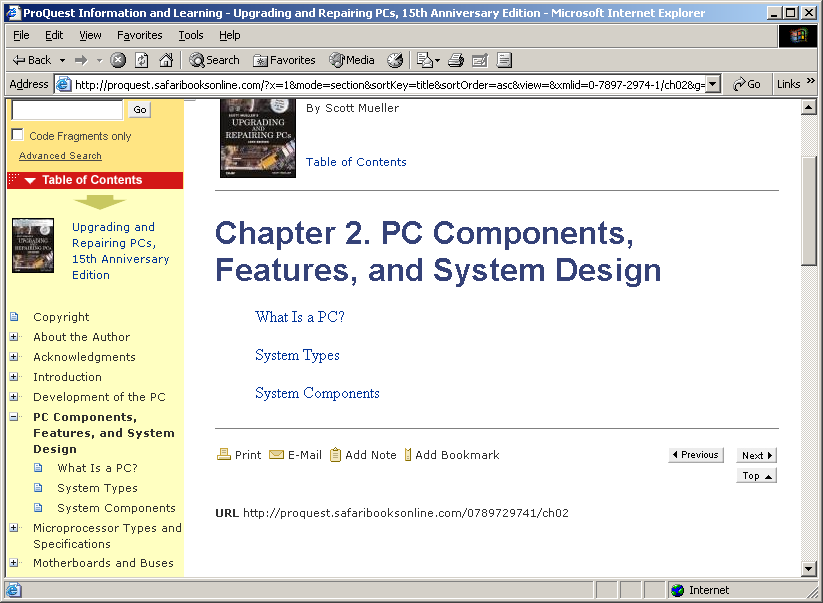 ProQuest Information and Learning - Upgrading and Repairing PCs, 15th Anniversary Edition - Microsoft Internet Explorer
File Edit View Favorites Tools Help
Back Search Favorites Media
Address http://proquest.safaribooksonline.com/?x=1&mode=section&sortKey=title&sortOrder=asc&view=&xmlid=0-7897-2974-1/ch02&g= Go Links »
Go
Code Fragments only
Advanced Search
Table of Contents
Upgrading and
Repairing PCs,
15th Anniversary
Edition
Copyright
About the Author
Acknowledgments
Introduction
Development of the PC
PC Components,
Features, and System
Design
What Is a PC?
System Types
System Components
Microprocessor Types and
Specifications
Motherboards and Buses
UPGRADING
AND
REPAIRING PCs
By Scott Mueller
Table of Contents
Chapter 2. PC Components,
Features, and System Design
What Is a PC?
System Types
System Components
Print E-Mail Add Note Add Bookmark
Previous Next
Top
URL http://proquest.safaribooksonline.com/0789729741/ch02
Internet